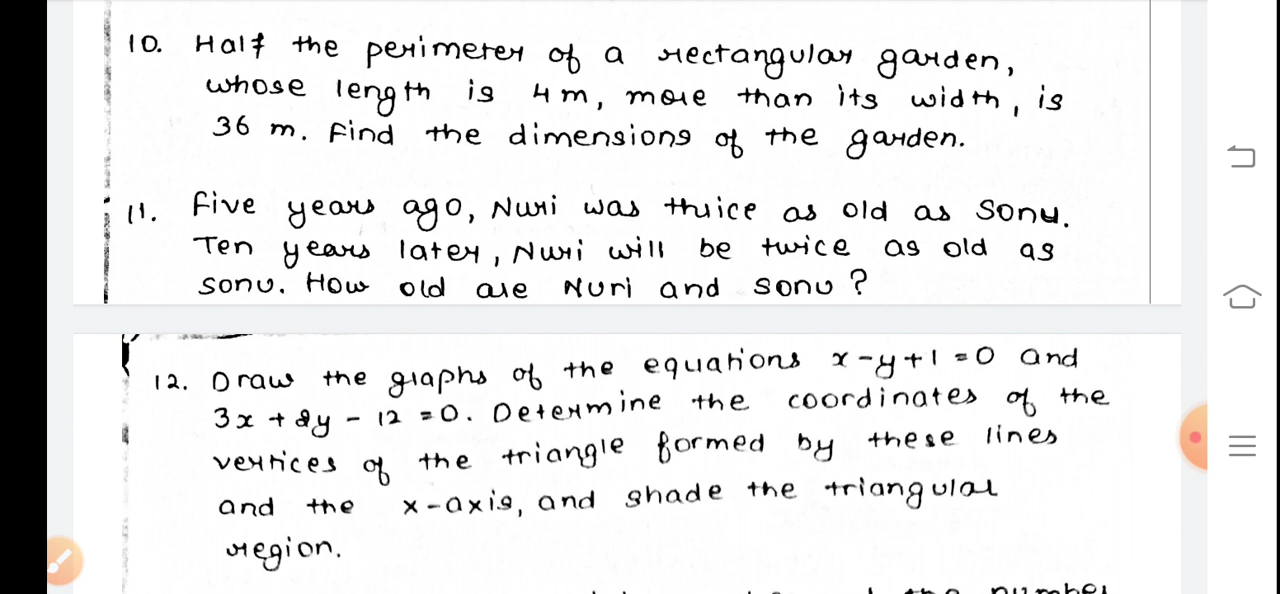 10. Half the perimeter of a rectangular garden,
whose length is 4m, more than its width, is
36 m. Find the dimensions of the garden.
11. Five years ago, Nuri was thrice as old as Sonu.
Ten years later, Nuri will be twice as old as
sonu. How old are Nuri and sonu?
12. Draw the graphs of the equations x-y+1=0 and
3x+2y-12=0. Determine the coordinates of the
vertices of the triangle formed by these lines
and the x-axis, and shade the triangular
region.